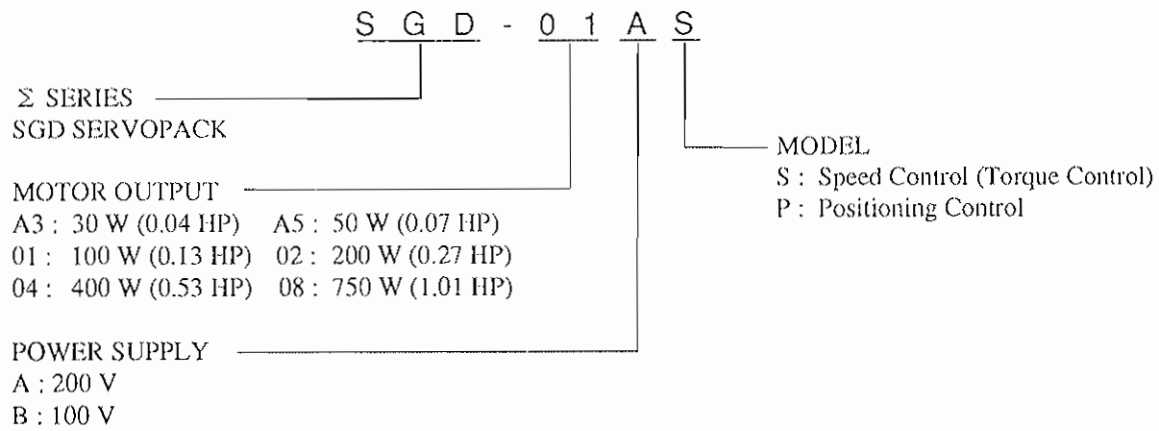 S G D - 0 1 A S
Σ SERIES
SGD SERVOPACK
MODEL
S : Speed Control (Torque Control)
P : Positioning Control
MOTOR OUTPUT
A3 : 30 W (0.04 HP) A5 : 50 W (0.07 HP)
01 : 100 W (0.13 HP) 02 : 200 W (0.27 HP)
04 : 400 W (0.53 HP) 08 : 750 W (1.01 HP)
POWER SUPPLY
A : 200 V
B : 100 V